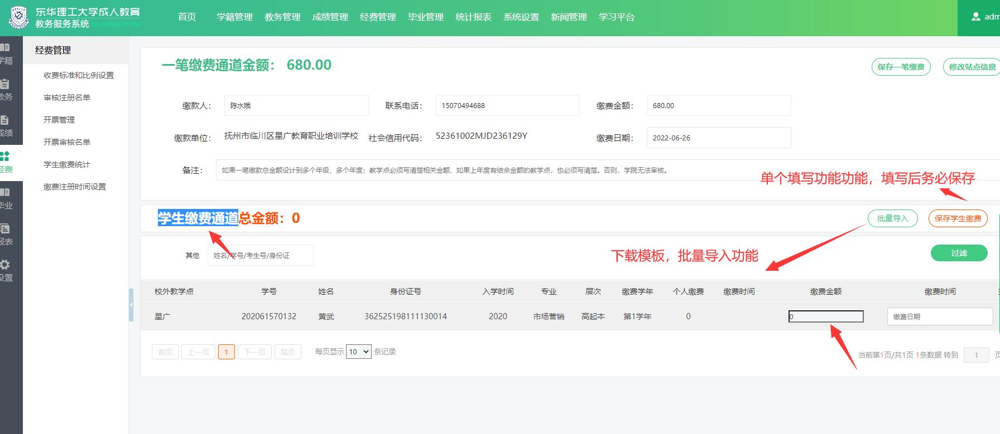 东华理工大学成人教育
教务服务系统 EDU SERVICE SYSTEM
首页 学籍管理 教务管理 成绩管理 经费管理 毕业管理 统计报表 系统设置 新闻管理 学习平台
学籍
教务
成绩
经费
毕业
报表
设置
经费管理
收费标准和比例设置
审核注册名单
开票管理
开票审核名单
学生缴费统计
缴费注册时间设置
一笔缴费通道金额： 680.00
保存一笔缴费 修改站点信息
缴款人： 陈水娥 联系电话： 15070494688 缴费金额： 680.00
缴款单位： 抚州市临川区星广教育职业培训学校 社会信用代码： 52361002MJD236129Y 缴费日期： 2022-06-26
备注： 如果一笔缴款总金额设计到多个年级、多个年度；教学点必须写清楚相关金额、如果上年度有结余金额的教学点，也必须写清楚。否则，学院无法审核。
单个填写功能功能，填写后务必保存
学生缴费通道总金额：0
批量导入 保存学生缴费
其他 姓名/学号/考生号/身份证
下载模板，批量导入功能
过滤
校外教学点 学号 姓名 身份证号 入学时间 专业 层次 缴费学年 个人缴费 缴费时间 缴费金额 缴费时间
星广 202061570132 黄武 362525198111130014 2020 市场营销 高起本 第1学年 0 0 缴费日期
首页 上一页 1 下一页 尾页 每页显示 10 条记录
当前第1页/共1页 1条数据 转到 1 页